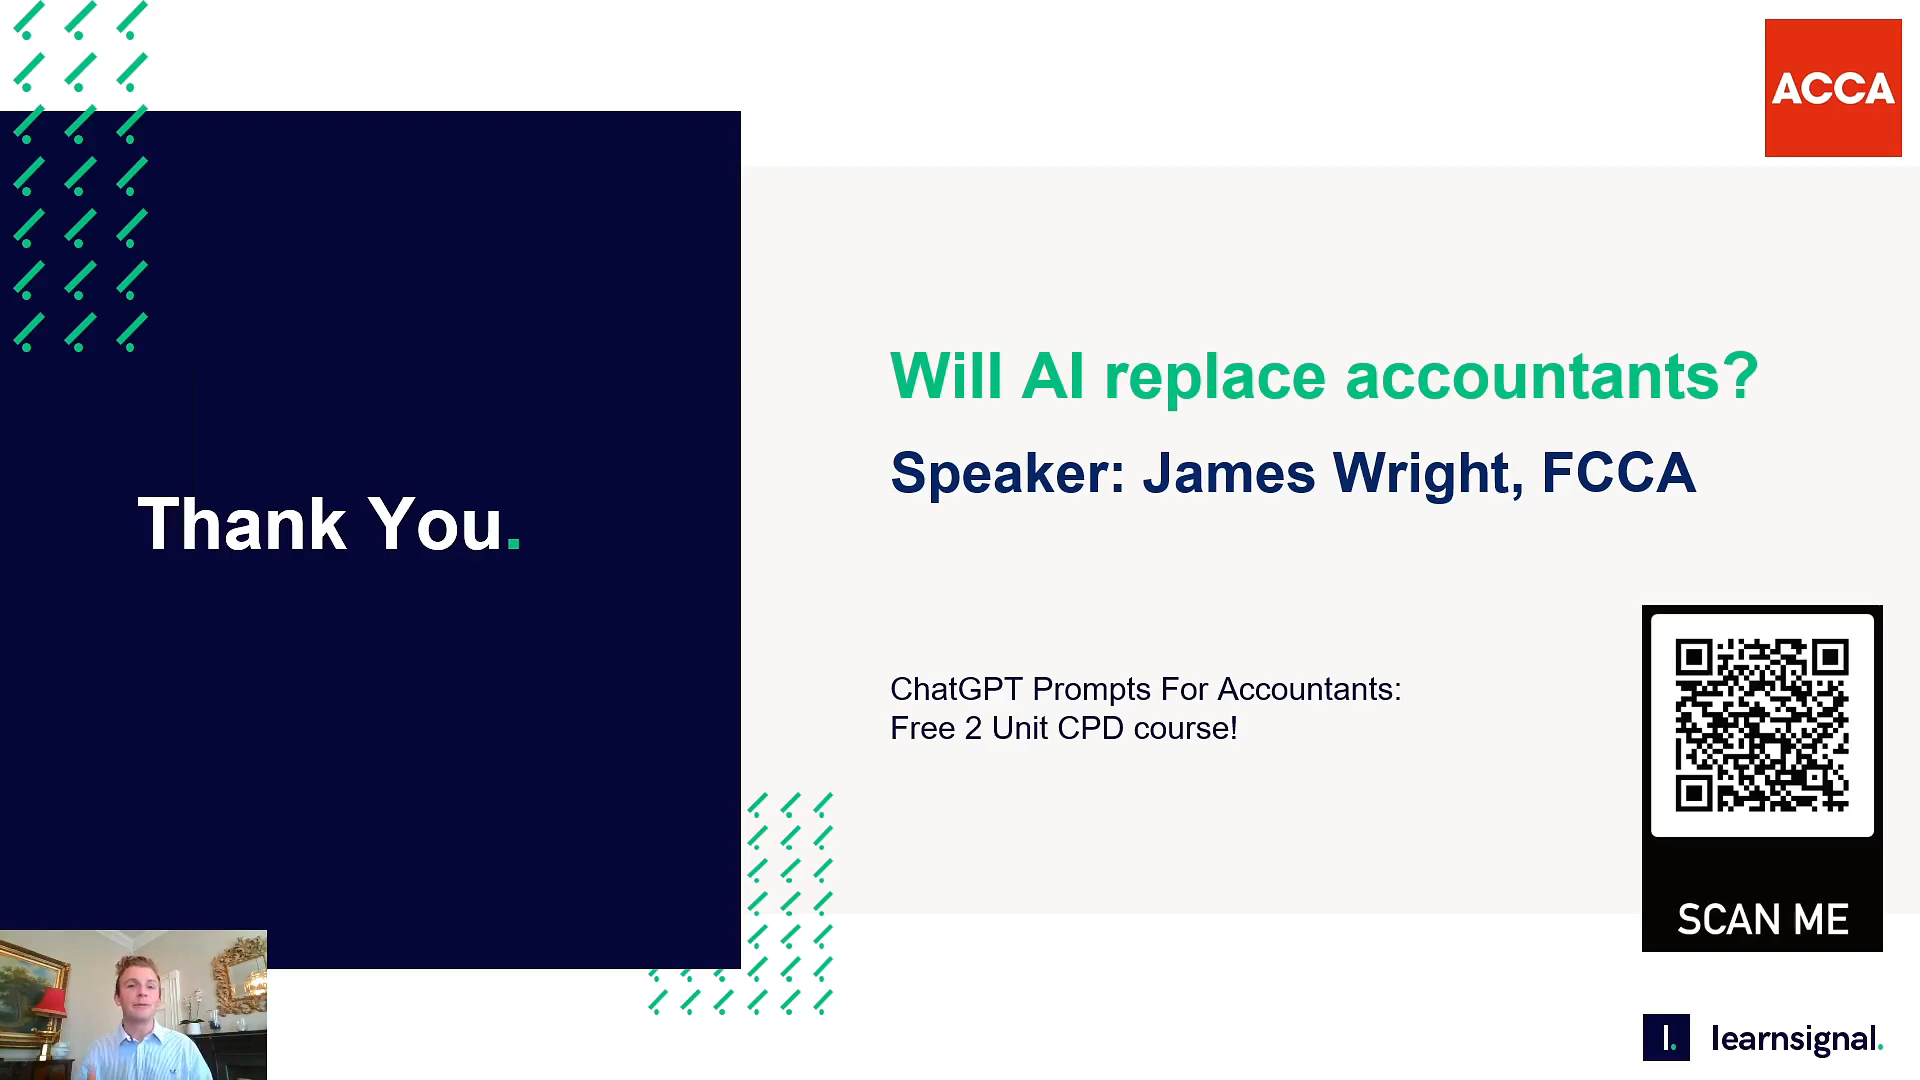 ACCA
Thank You.
Will AI replace accountants?
Speaker: James Wright, FCCA
ChatGPT Prompts For Accountants:
Free 2 Unit CPD course!
SCAN ME
l. learnsignal.